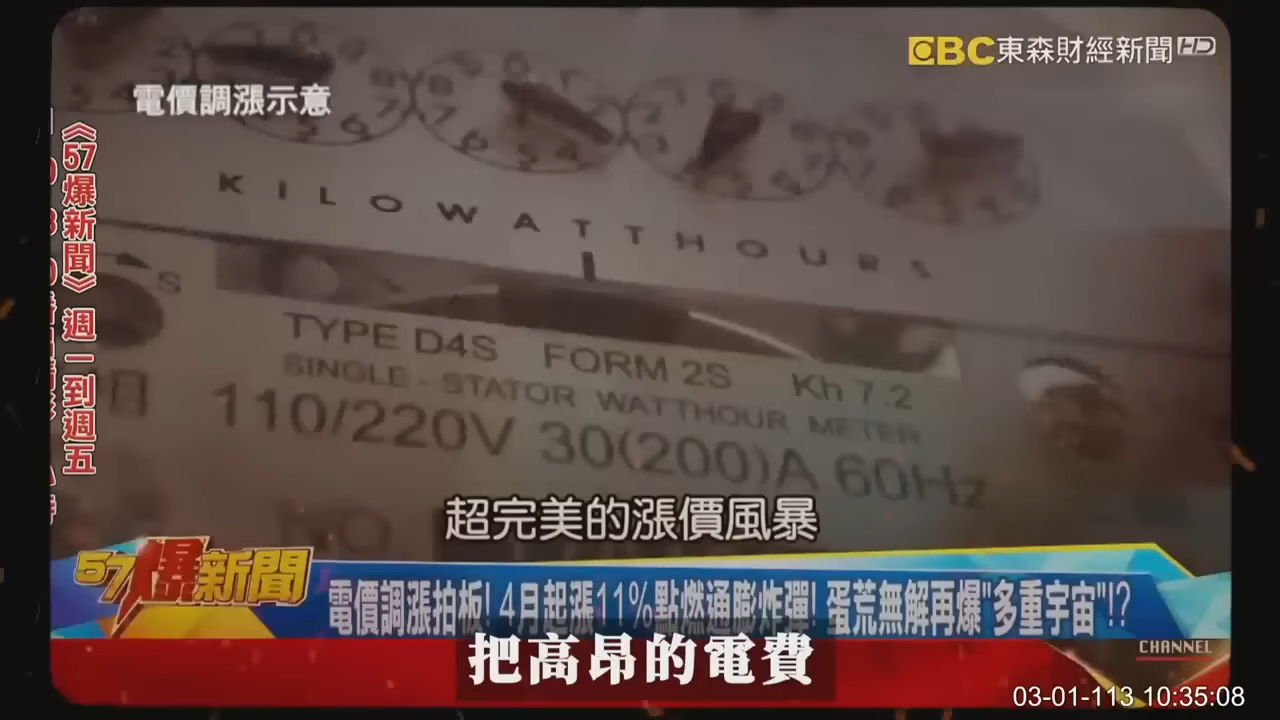 EBC東森財經新聞HD
電價調漲示意
《57爆新聞》週一到週五
KILOWATTHOURS
S
TYPE D4S FORM 2S Kh 7.2
SINGLE-STATOR WATTHOUR METER
110/220V 30(200)A 60Hz
NO
超完美的漲價風暴
57爆新聞
電價調漲拍板!4月起漲11%點燃通膨炸彈!蛋荒無解再爆"多重宇宙"!?
把高昂的電費
CHANNEL
03-01-113 10:35:08